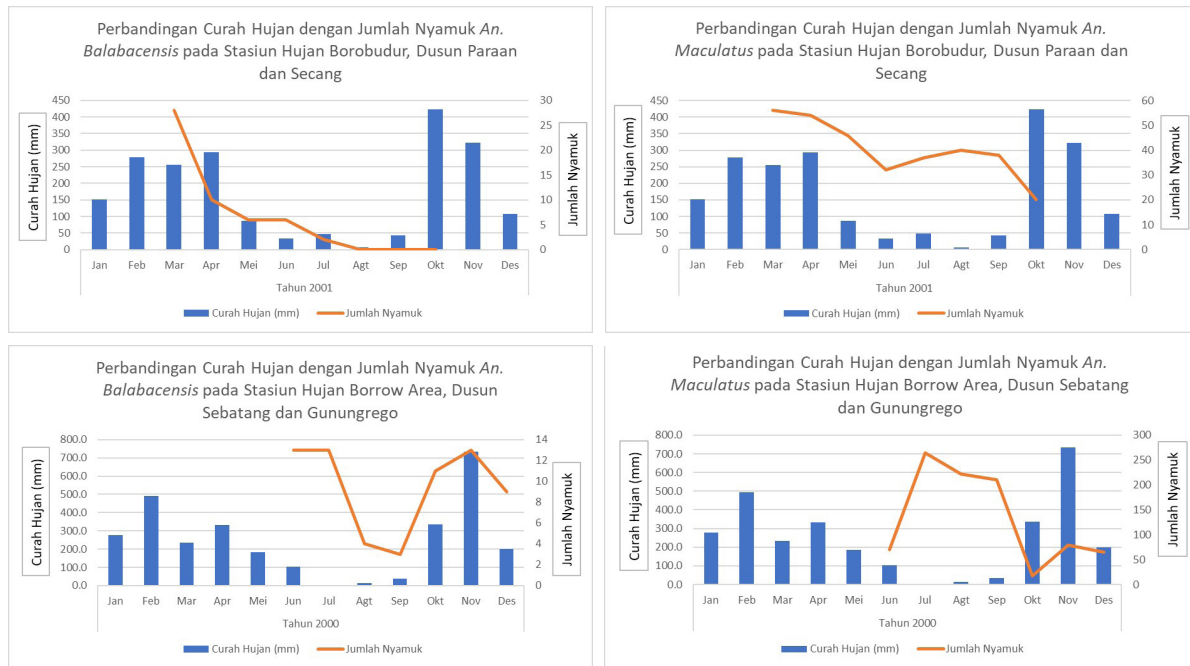 Perbandingan Curah Hujan dengan Jumlah Nyamuk An.
Balabacensis pada Stasiun Hujan Borobudur, Dusun Paraan
dan Secang
Curah Hujan (mm)
450
400
350
300
250
200
150
100
50
0
30
25
20
15
10
5
0
Jumlah Nyamuk
Jan Feb Mar Apr Mei Jun Jul Agt Sep Okt Nov Des
Tahun 2001
Curah Hujan (mm) Jumlah Nyamuk
Perbandingan Curah Hujan dengan Jumlah Nyamuk An.
Maculatus pada Stasiun Hujan Borobudur, Dusun Paraan dan
Secang
Curah Hujan (mm)
450
400
350
300
250
200
150
100
50
0
60
50
40
30
20
10
0
Jumlah Nyamuk
Jan Feb Mar Apr Mei Jun Jul Agt Sep Okt Nov Des
Tahun 2001
Curah Hujan (mm) Jumlah Nyamuk
Perbandingan Curah Hujan dengan Jumlah Nyamuk An.
Balabacensis pada Stasiun Hujan Borrow Area, Dusun
Sebatang dan Gunungrego
Curah Hujan (mm)
800.0
700.0
600.0
500.0
400.0
300.0
200.0
100.0
0.0
14
12
10
8
6
4
2
0
Jumlah Nyamuk
Jan Feb Mar Apr Mei Jun Jul Agt Sep Okt Nov Des
Tahun 2000
Curah Hujan (mm) Jumlah Nyamuk
Perbandingan Curah Hujan dengan Jumlah Nyamuk An.
Maculatus pada Stasiun Hujan Borrow Area, Dusun Sebatang
dan Gunungrego
Curah Hujan (mm)
800.0
700.0
600.0
500.0
400.0
300.0
200.0
100.0
0.0
300
250
200
150
100
50
0
Jumlah Nyamuk
Jan Feb Mar Apr Mei Jun Jul Agt Sep Okt Nov Des
Tahun 2000
Curah Hujan (mm) Jumlah Nyamuk